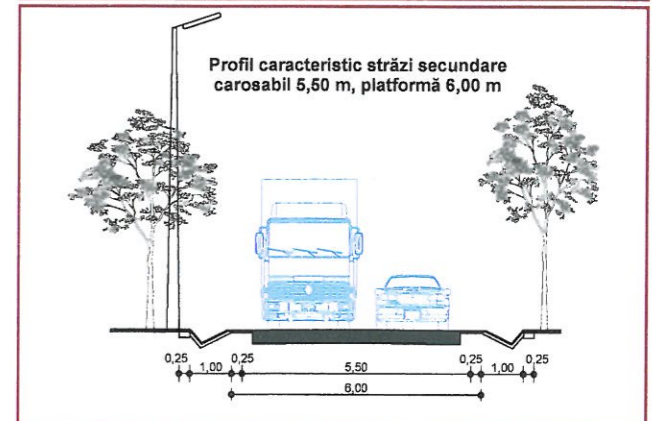 Profil caracteristic străzi secundare
carosabil 5,50 m, platformă 6,00 m
0,25 1,00 0,25 5,50 0,25 1,00 0,25
6,00